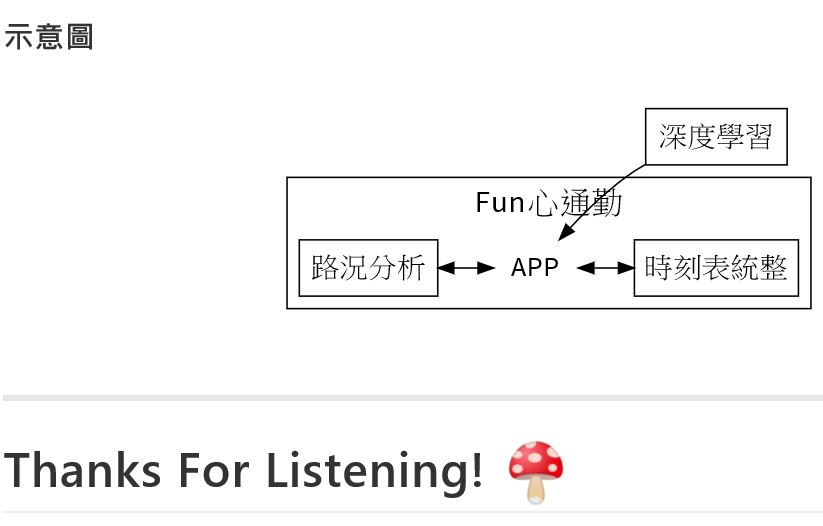 示意圖
深度學習
Fun心通勤
路況分析
APP
時刻表統整
Thanks For Listening!